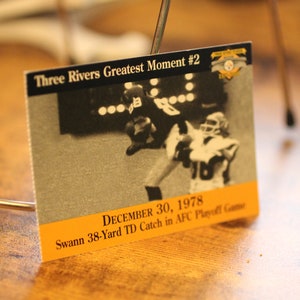 Three Rivers Greatest Moment #2
DECEMBER 30, 1978
Swann 38-Yard TD Catch in AFC Playoff Game